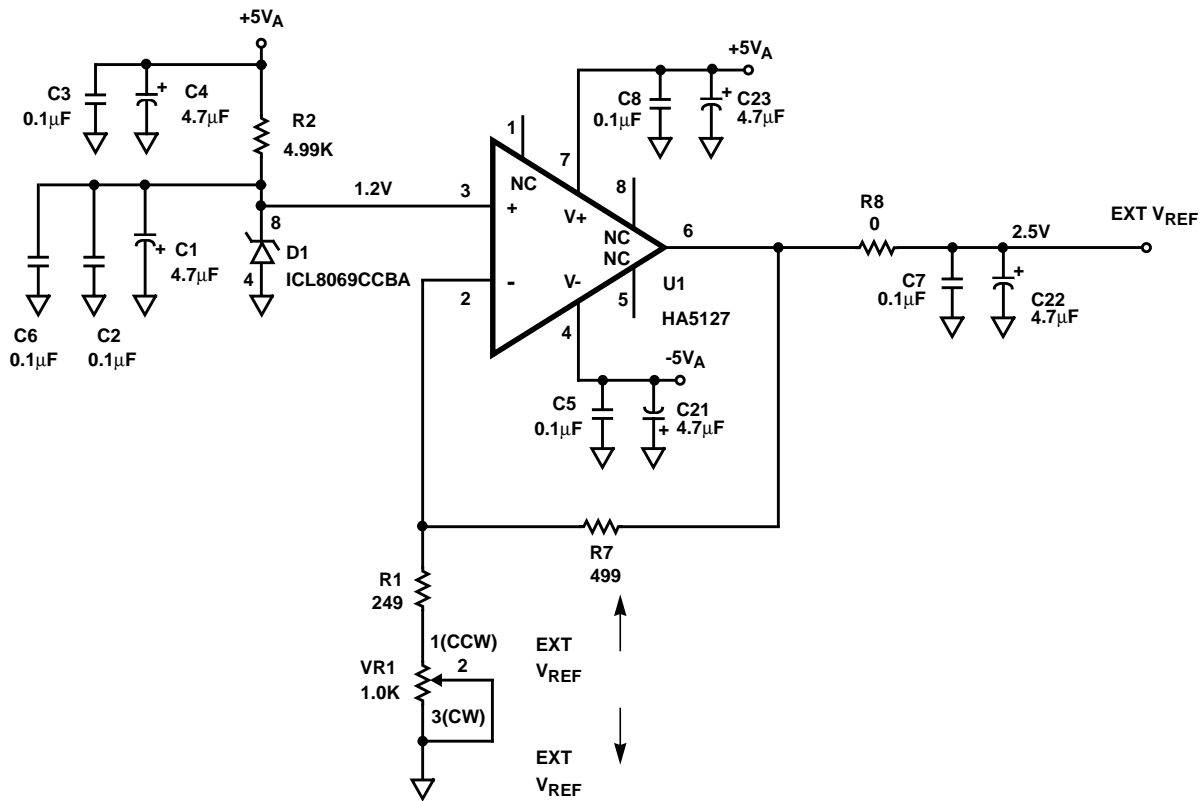 +5VA
C3
0.1µF
+
C4
4.7µF
R2
4.99K
+5VA
C8
0.1µF
+
C23
4.7µF
1
NC
7
V+
8
NC
NC
5
1.2V
3
+
6
R8
0
2.5V
EXT VREF
8
D1
4
ICL8069CCBA
+
C1
4.7µF
C6
0.1µF
C2
0.1µF
2
-
V-
4
U1
HA5127
C7
0.1µF
+
C22
4.7µF
-5VA
C5
0.1µF
+
C21
4.7µF
R7
499
R1
249
1(CCW)
2
VR1
1.0K
3(CW)
EXT
VREF
EXT
VREF